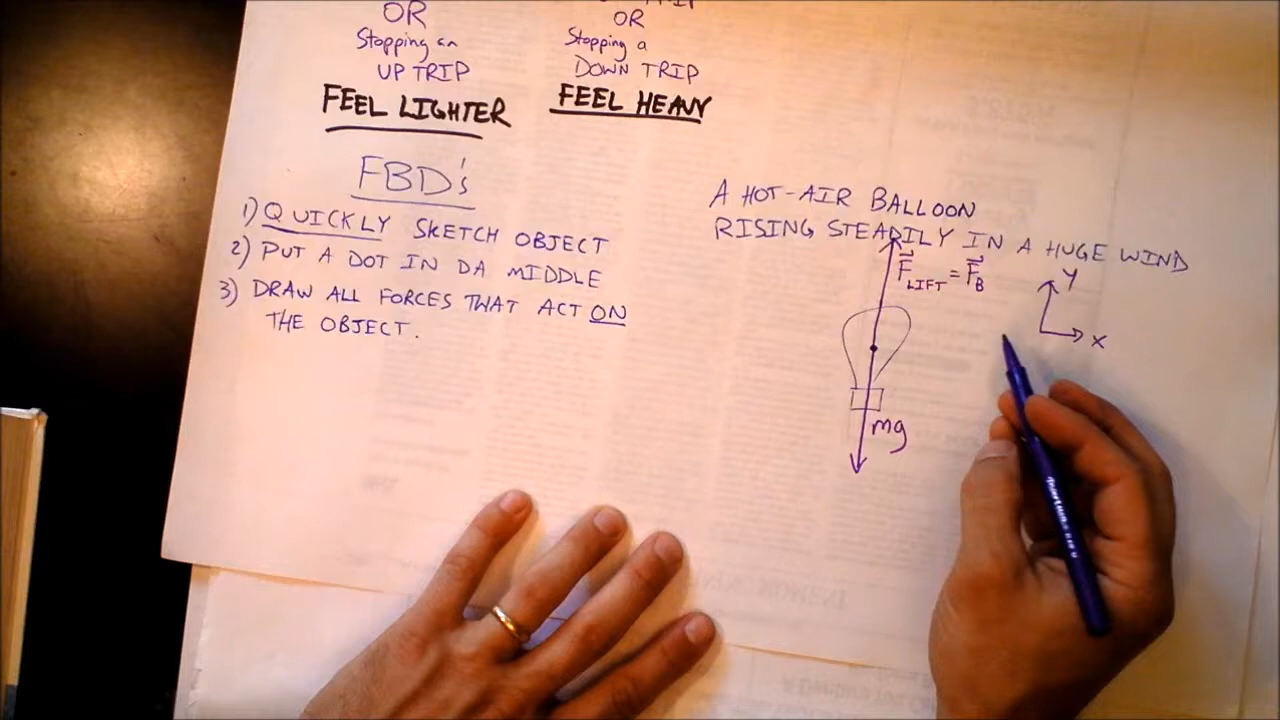 OR
Stopping an
UP TRIP
FEEL LIGHTER
OR
Stopping a
DOWN TRIP
FEEL HEAVY
FBD's
1) QUICKLY SKETCH OBJECT
2) PUT A DOT IN DA MIDDLE
3) DRAW ALL FORCES THAT ACT ON
THE OBJECT.
A HOT-AIR BALLOON
RISING STEADILY IN A HUGE WIND
F⃗LIFT = F⃗B
Y
X
mg